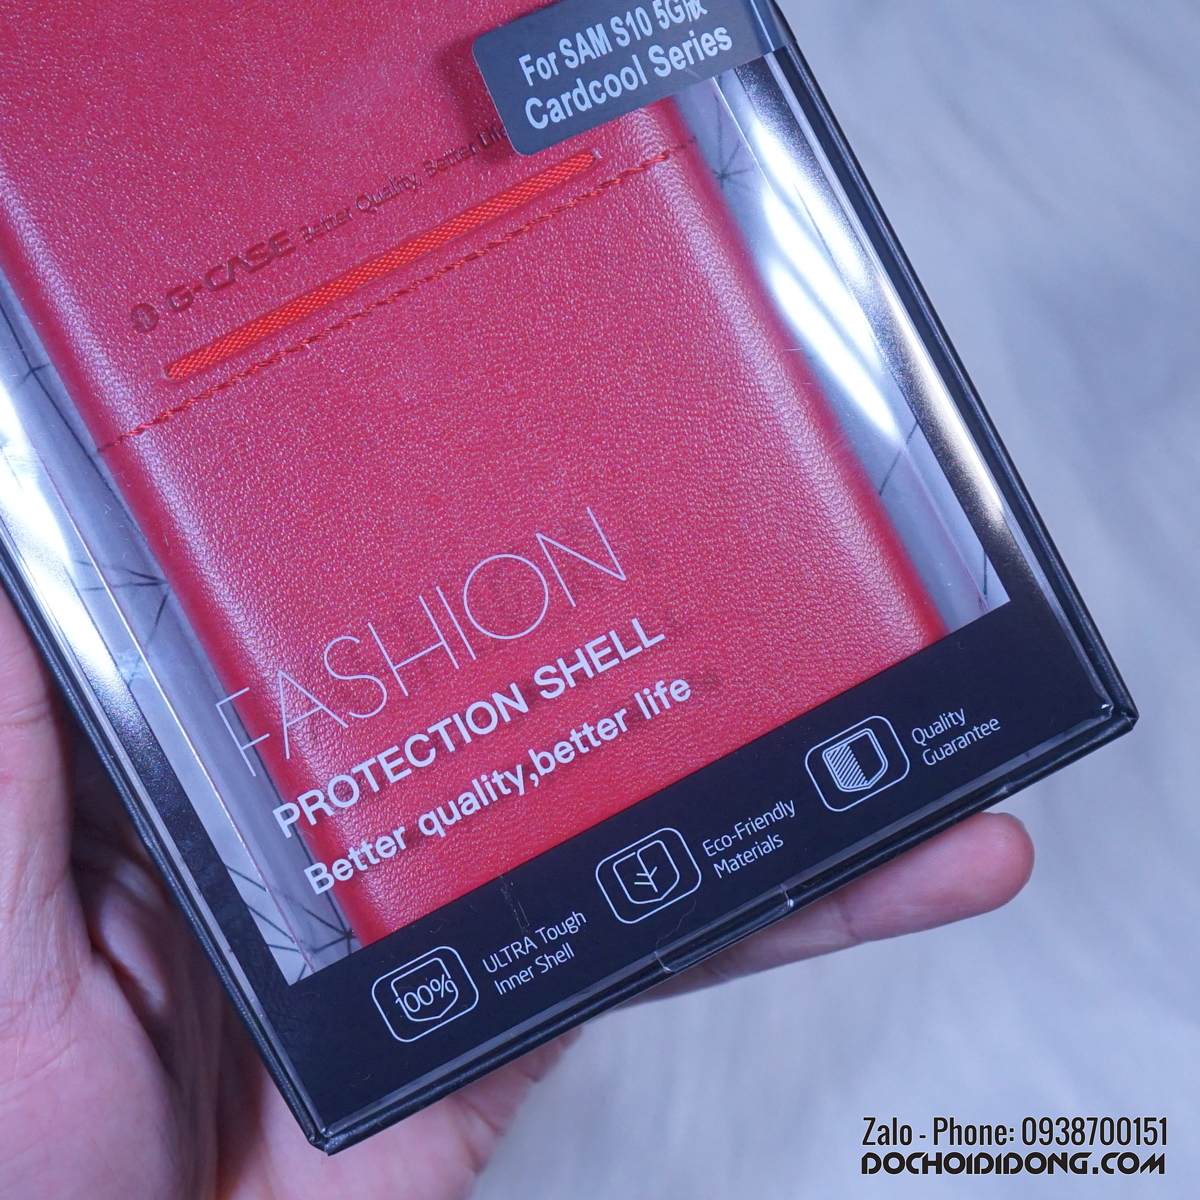 For SAM S10 5G版
Cardcool Series
G-CASE Better Quality, Better Life
FASHION
PROTECTION SHELL
Better quality,better life
100%
ULTRA Tough
Inner Shell
Eco-Friendly
Materials
Quality
Guarantee
Zalo - Phone: 0938700151
DOCHOIDIDONG.COM